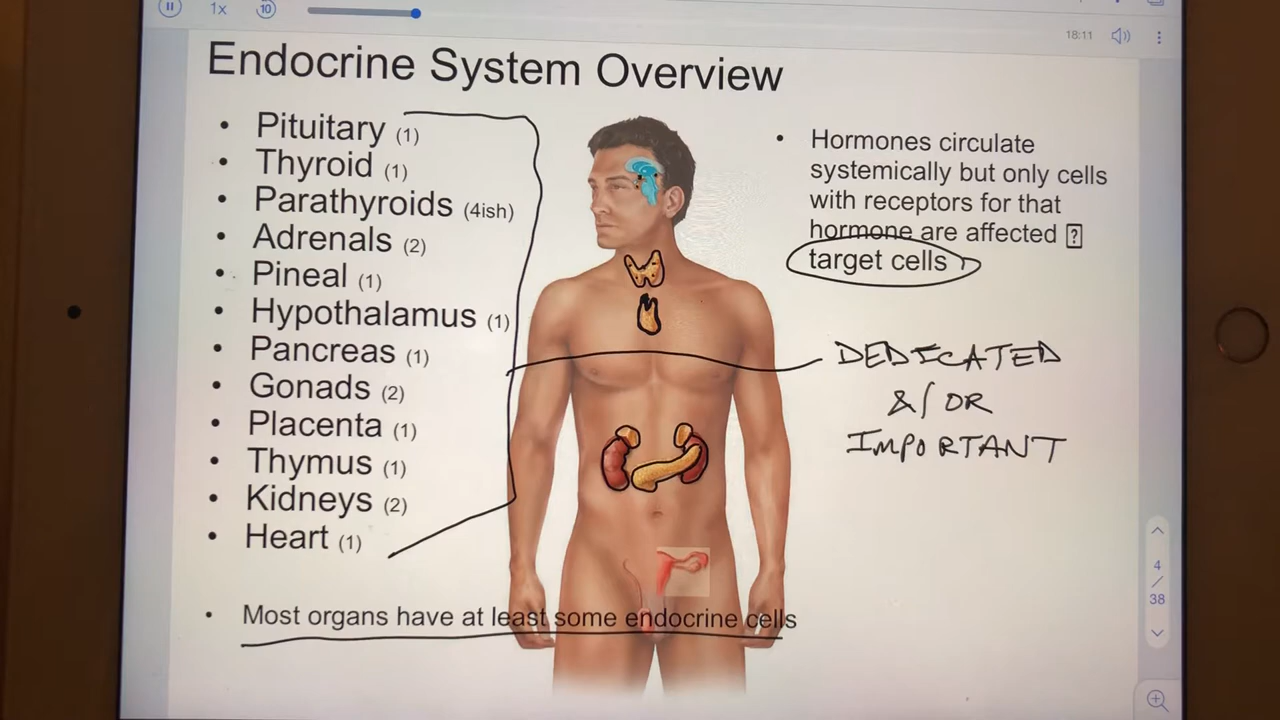 1x
10
18:11
Endocrine System Overview
• Pituitary (1)
• Thyroid (1)
• Parathyroids (4ish)
• Adrenals (2)
• Pineal (1)
• Hypothalamus (1)
• Pancreas (1)
• Gonads (2)
• Placenta (1)
• Thymus (1)
• Kidneys (2)
• Heart (1)
• Most organs have at least some endocrine cells
• Hormones circulate
systemically but only cells
with receptors for that
hormone are affected ?
target cells
DEDICATED
&/OR
IMPORTANT
4
/
38